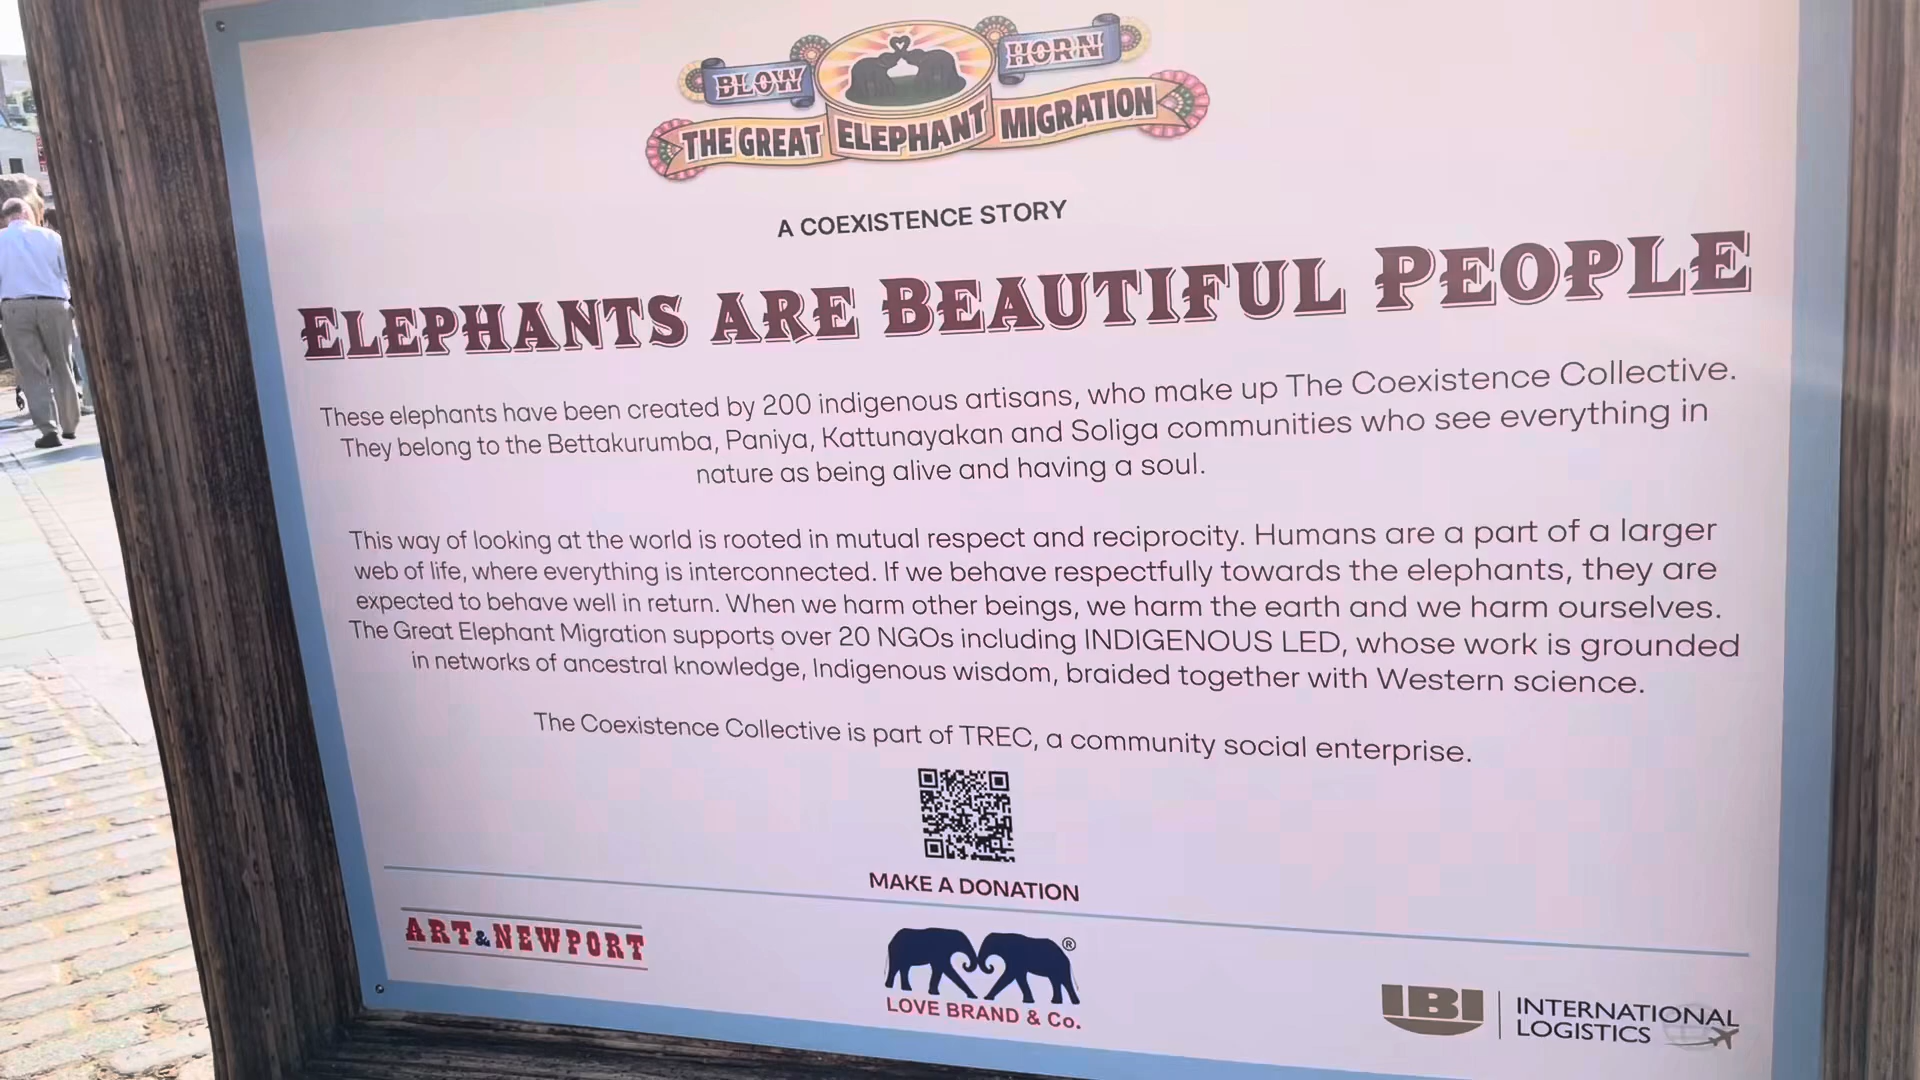 BLOW HORN
THE GREAT ELEPHANT MIGRATION
A COEXISTENCE STORY
ELEPHANTS ARE BEAUTIFUL PEOPLE
These elephants have been created by 200 indigenous artisans, who make up The Coexistence Collective.
They belong to the Bettakurumba, Paniya, Kattunayakan and Soliga communities who see everything in
nature as being alive and having a soul.
This way of looking at the world is rooted in mutual respect and reciprocity. Humans are a part of a larger
web of life, where everything is interconnected. If we behave respectfully towards the elephants, they are
expected to behave well in return. When we harm other beings, we harm the earth and we harm ourselves.
The Great Elephant Migration supports over 20 NGOs including INDIGENOUS LED, whose work is grounded
in networks of ancestral knowledge, Indigenous wisdom, braided together with Western science.
The Coexistence Collective is part of TREC, a community social enterprise.
MAKE A DONATION
ART&NEWPORT
®
LOVE BRAND & Co.
IBI
INTERNATIONAL
LOGISTICS